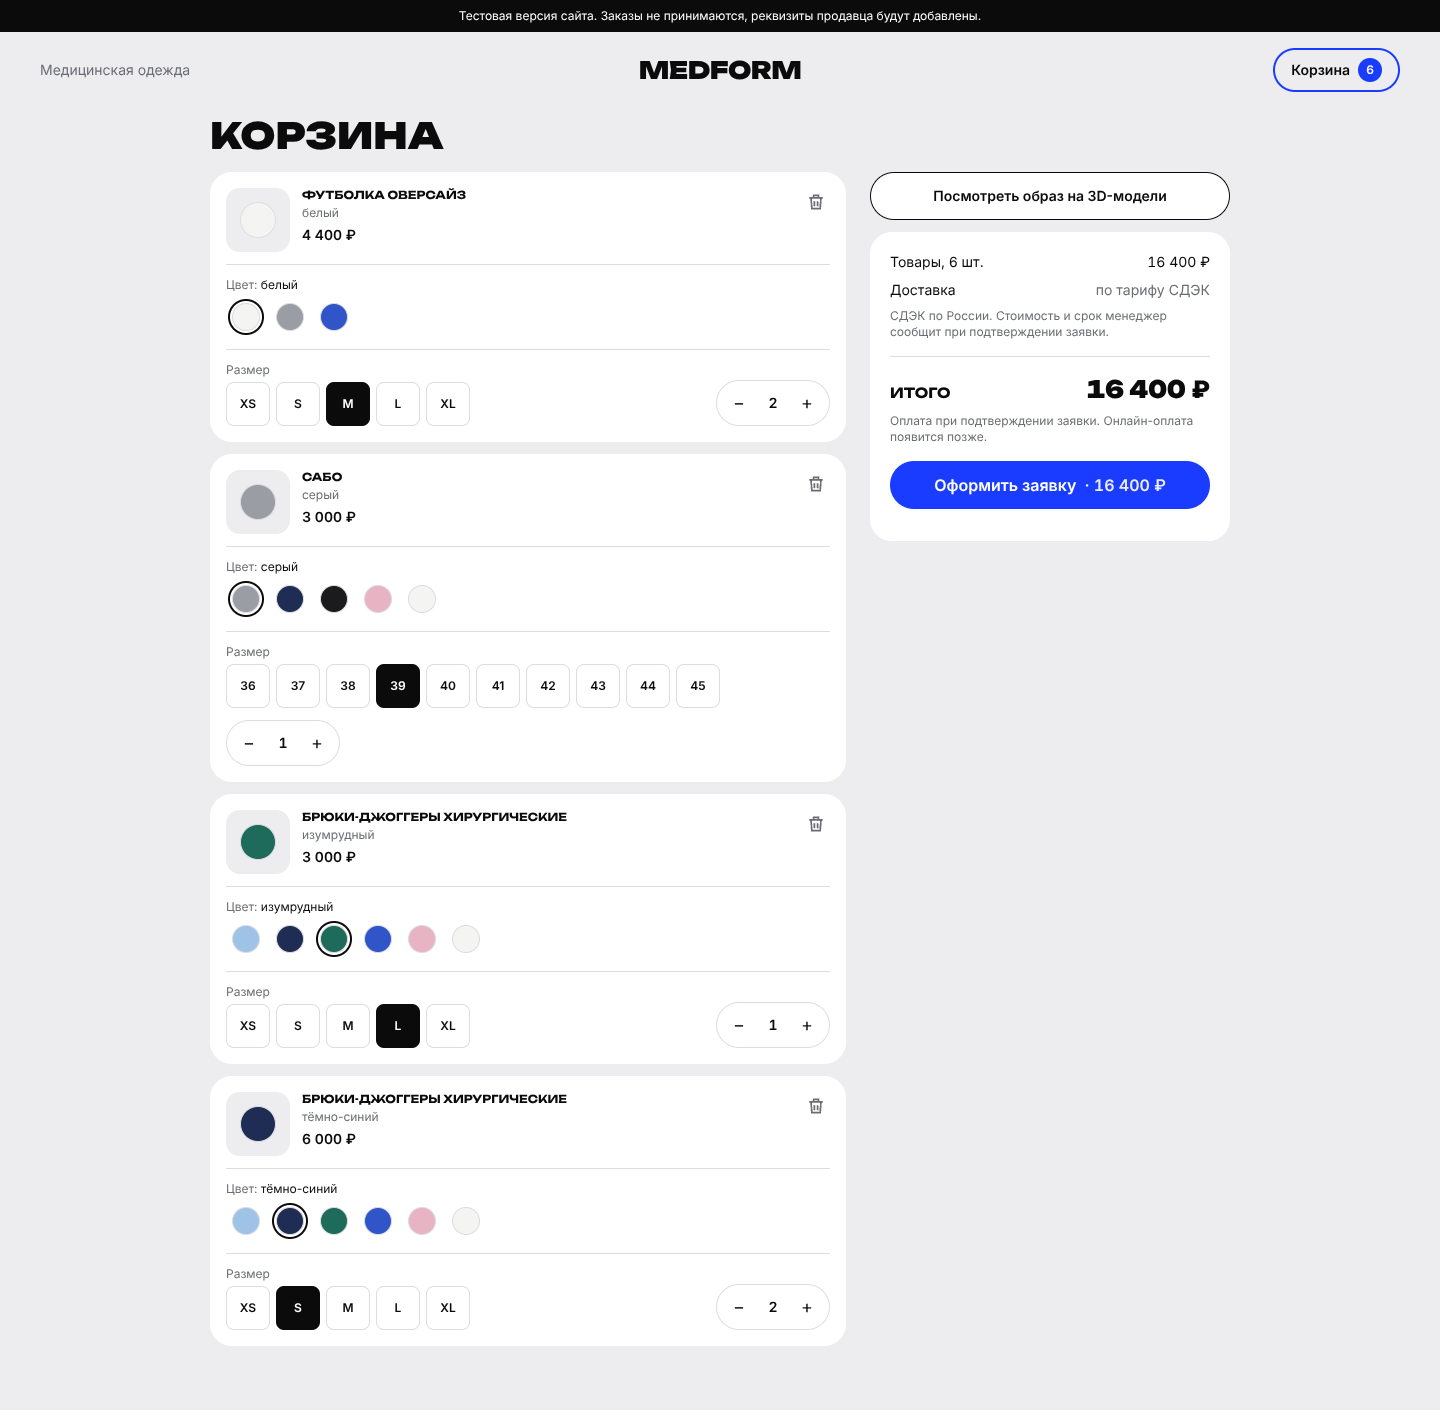 Тестовая версия сайта. Заказы не принимаются, реквизиты продавца будут добавлены.
Медицинская одежда
MEDFORM
Корзина 6
КОРЗИНА
ФУТБОЛКА ОВЕРСАЙЗ
белый
4 400 ₽
Цвет: белый
Размер
XS S M L XL
− 2 +
САБО
серый
3 000 ₽
Цвет: серый
Размер
36 37 38 39 40 41 42 43 44 45
− 1 +
БРЮКИ-ДЖОГГЕРЫ ХИРУРГИЧЕСКИЕ
изумрудный
3 000 ₽
Цвет: изумрудный
Размер
XS S M L XL
− 1 +
БРЮКИ-ДЖОГГЕРЫ ХИРУРГИЧЕСКИЕ
тёмно-синий
6 000 ₽
Цвет: тёмно-синий
Размер
XS S M L XL
− 2 +
Посмотреть образ на 3D-модели
Товары, 6 шт. 16 400 ₽
Доставка по тарифу СДЭК
СДЭК по России. Стоимость и срок менеджер
сообщит при подтверждении заявки.
ИТОГО 16 400 ₽
Оплата при подтверждении заявки. Онлайн-оплата
появится позже.
Оформить заявку · 16 400 ₽